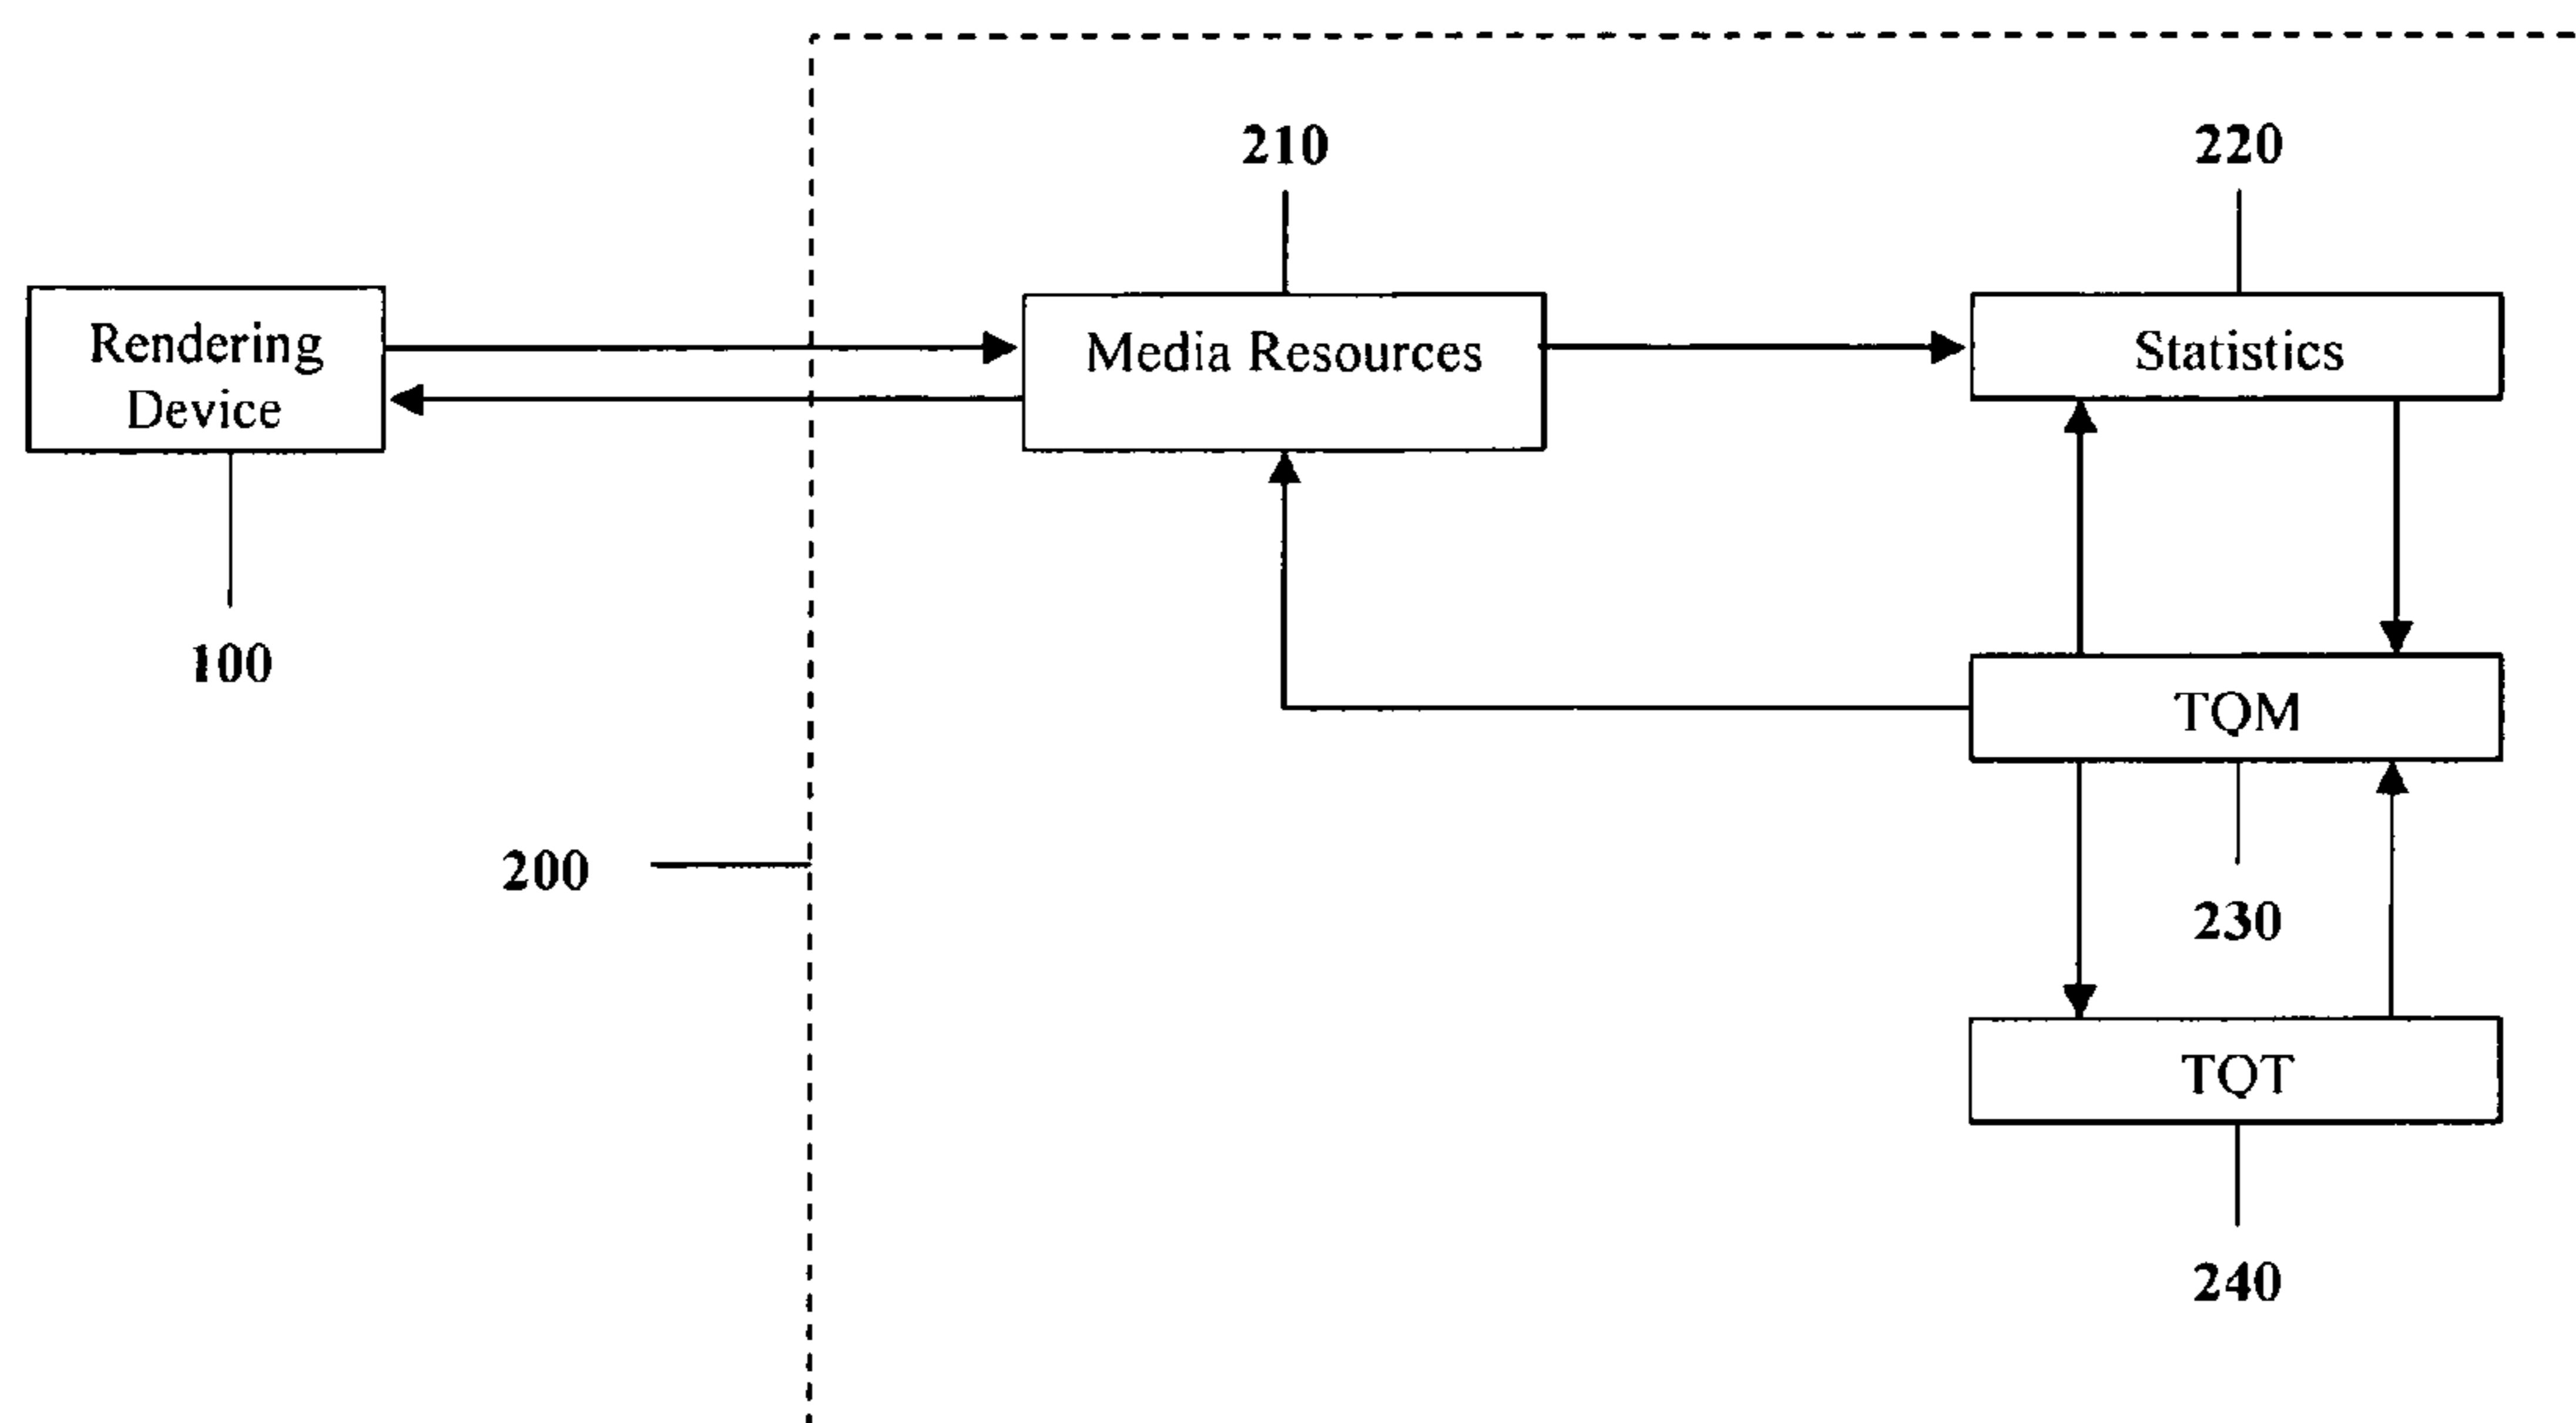 210
220
Rendering
Device
Media Resources
Statistics
100
TQM
200
230
TQT
240